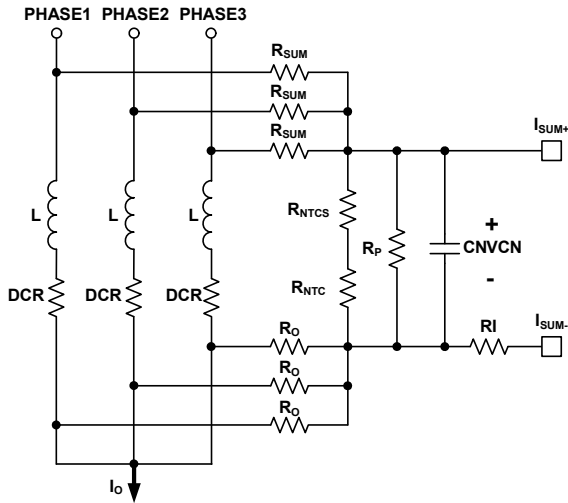 PHASE1 PHASE2 PHASE3
RSUM
RSUM
RSUM
ISUM+
L L L
RNTCS
RP
+
CNVCN
-
DCR DCR DCR
RNTC
RO
RI
ISUM-
RO
RO
IO